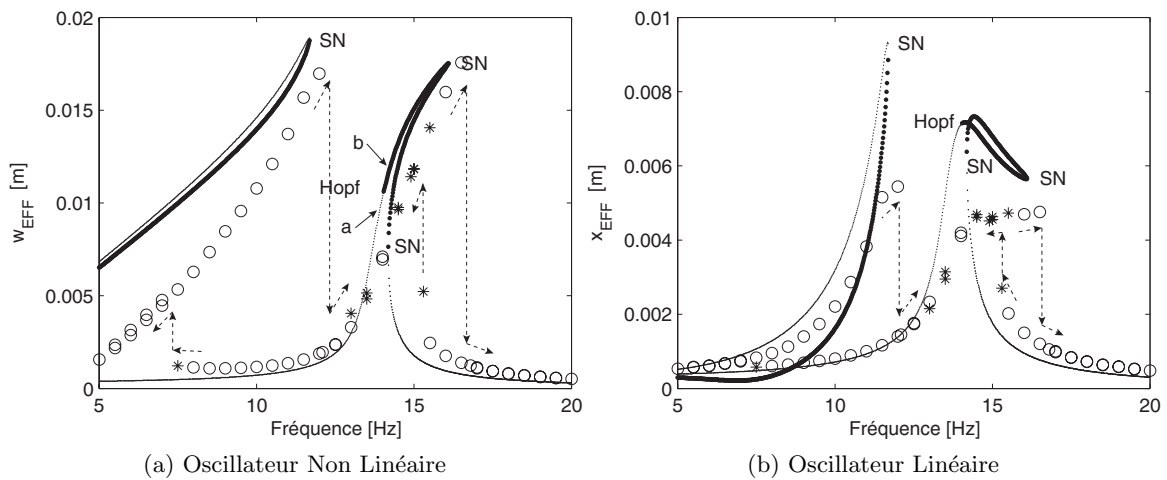 0.02
0.015
0.01
0.005
0
w_EFF [m]
SN
SN
b
Hopf
a
SN
5
10
15
20
Fréquence [Hz]
(a) Oscillateur Non Linéaire
0.01
0.008
0.006
0.004
0.002
0
x_EFF [m]
SN
Hopf
SN
SN
5
10
15
20
Fréquence [Hz]
(b) Oscillateur Linéaire